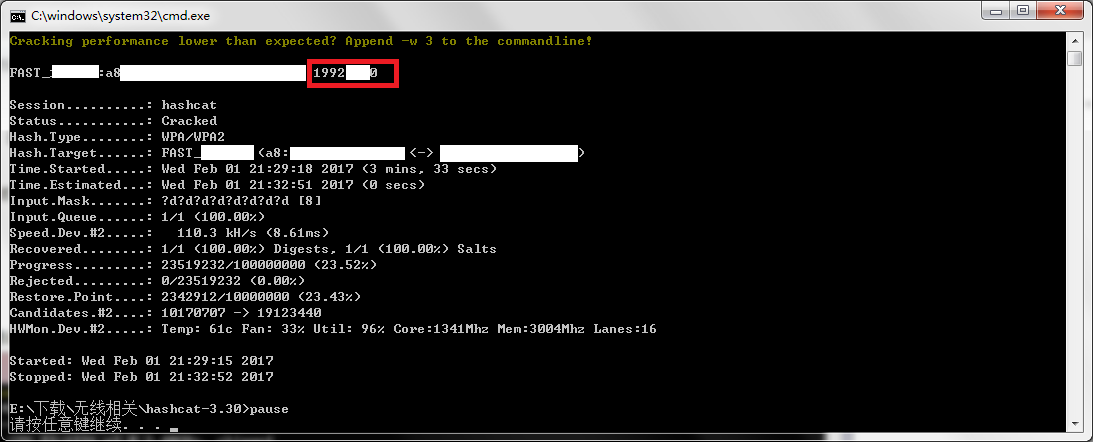 C:\windows\system32\cmd.exe
Cracking performance lower than expected? Append -w 3 to the commandline!
FAST_ :a8 1992 0
Session..........: hashcat
Status...........: Cracked
Hash.Type........: WPA/WPA2
Hash.Target......: FAST_ (a8: <-> )
Time.Started.....: Wed Feb 01 21:29:18 2017 (3 mins, 33 secs)
Time.Estimated...: Wed Feb 01 21:32:51 2017 (0 secs)
Input.Mask.......: ?d?d?d?d?d?d?d?d [8]
Input.Queue......: 1/1 (100.00%)
Speed.Dev.#2.....:   110.3 kH/s (8.61ms)
Recovered........: 1/1 (100.00%) Digests, 1/1 (100.00%) Salts
Progress.........: 23519232/100000000 (23.52%)
Rejected.........: 0/23519232 (0.00%)
Restore.Point....: 2342912/10000000 (23.43%)
Candidates.#2....: 10170707 -> 19123440
HWMon.Dev.#2.....: Temp: 61c Fan: 33% Util: 96% Core:1341Mhz Mem:3004Mhz Lanes:16
Started: Wed Feb 01 21:29:15 2017
Stopped: Wed Feb 01 21:32:52 2017
E:\下载\无线相关\hashcat-3.30>pause
请按任意键继续. . .